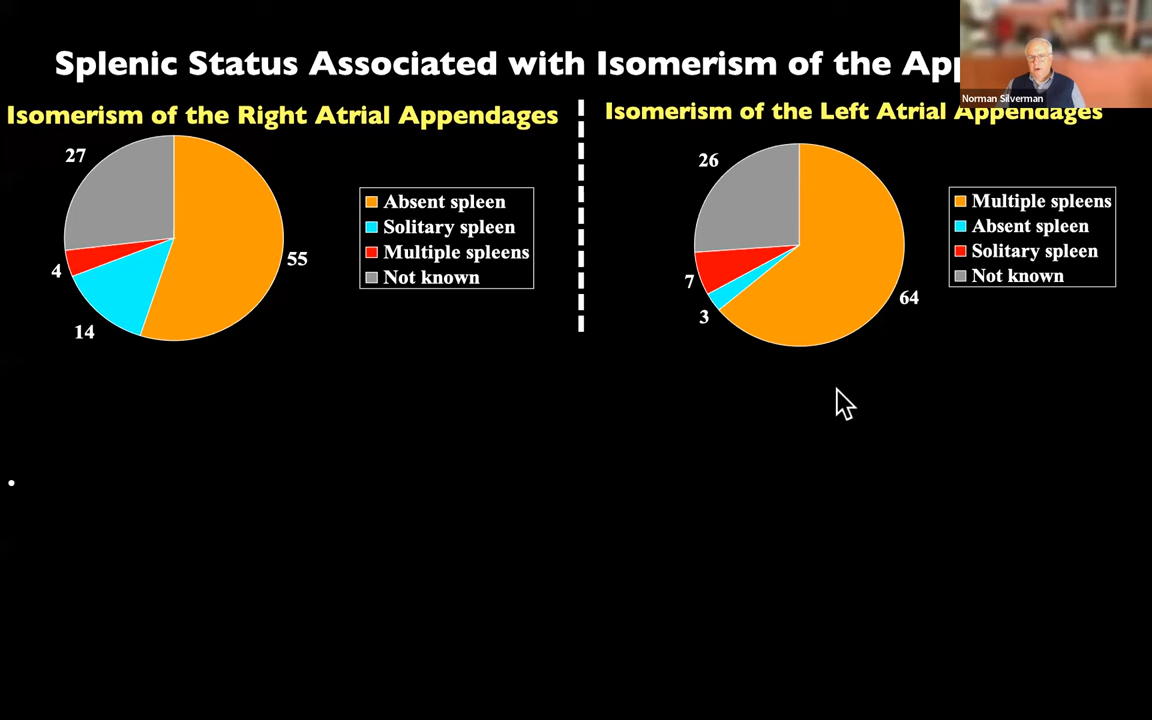 Splenic Status Associated with Isomerism of the
Norman Silverman
Isomerism of the Right Atrial Appendages
27
4
14
55
Absent spleen
Solitary spleen
Multiple spleens
Not known
Isomerism of the Left Atrial Appendages
26
7
3
64
Multiple spleens
Absent spleen
Solitary spleen
Not known